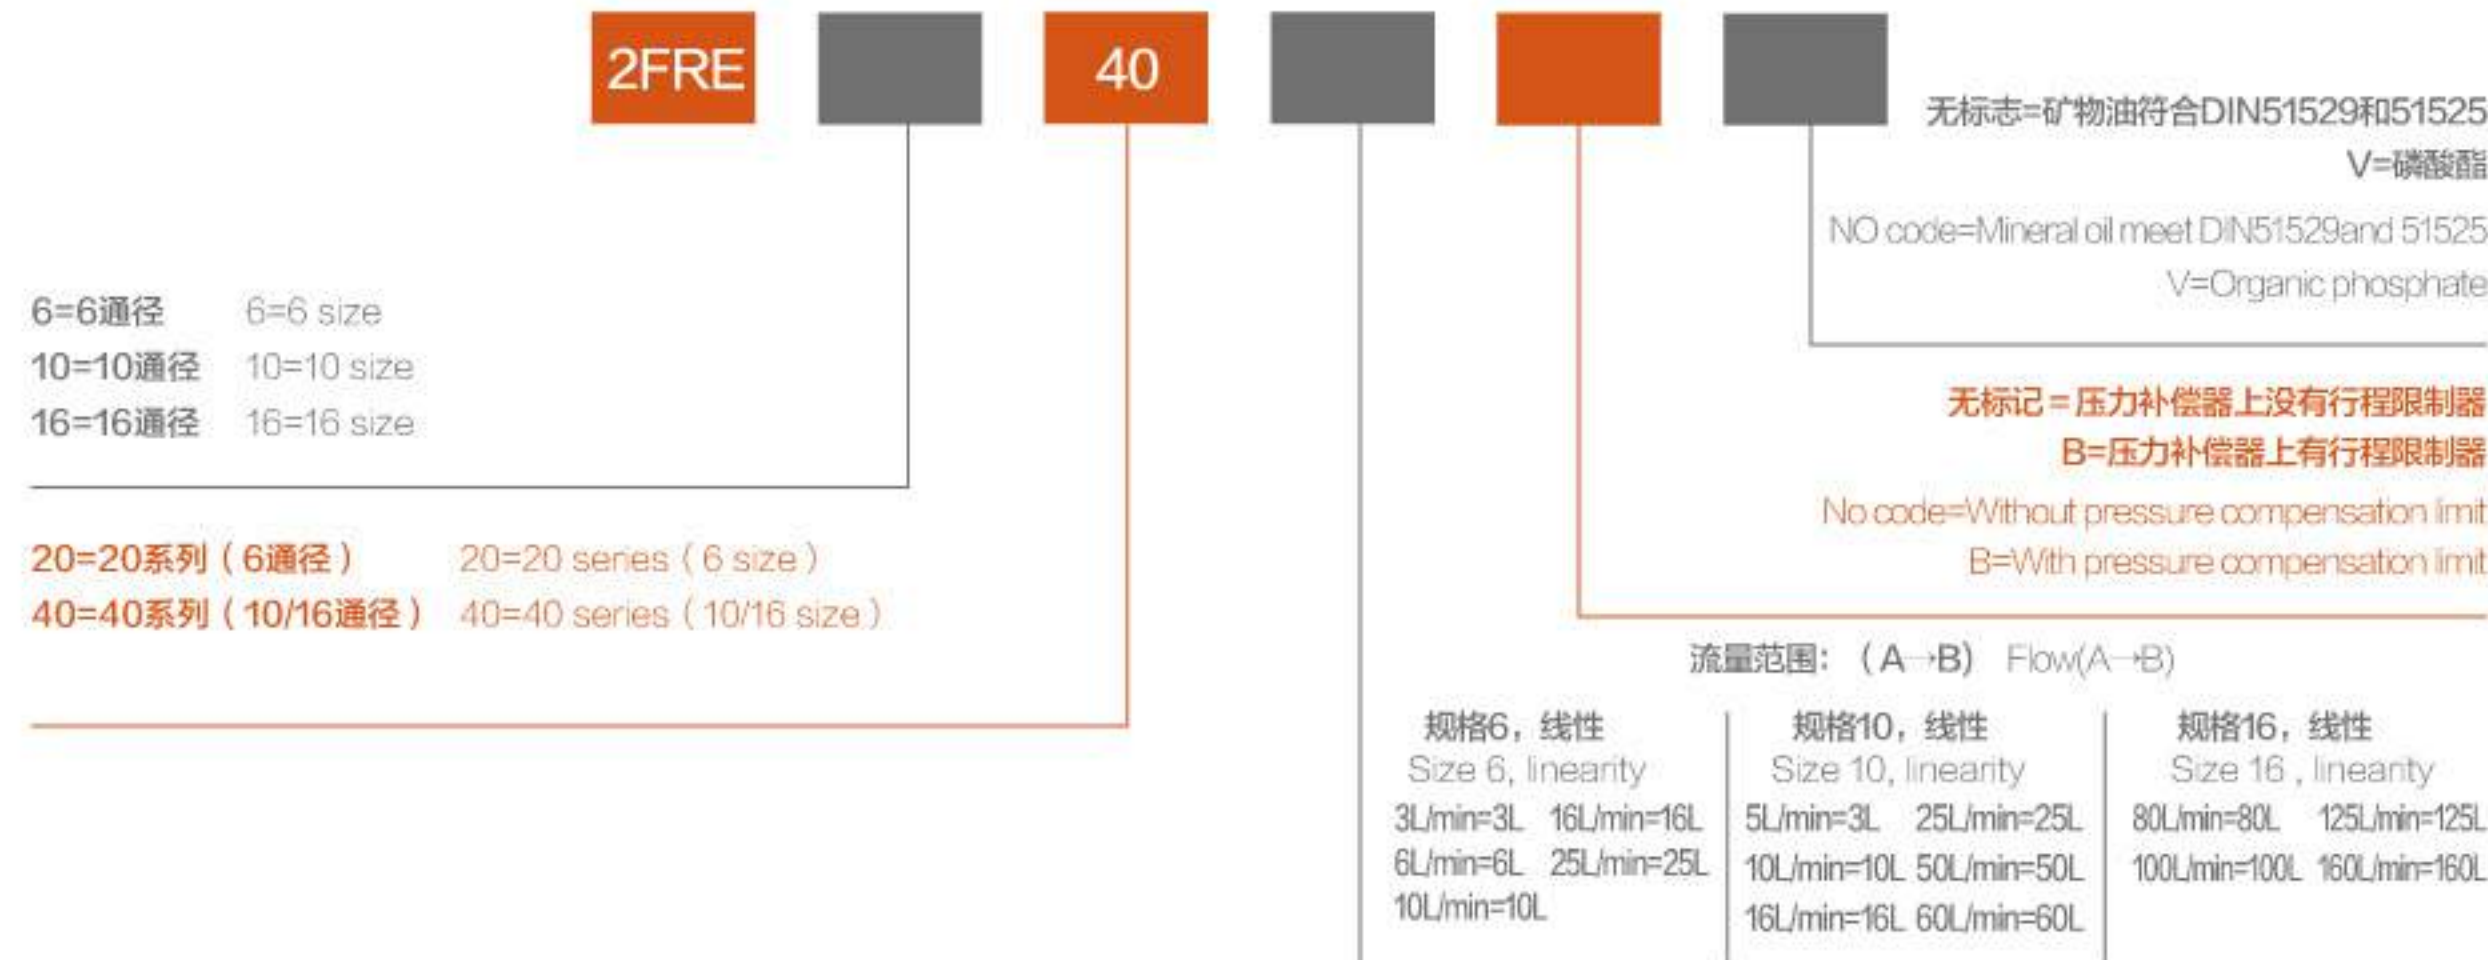 2FRE 40
无标志=矿物油符合DIN51529和51525
V=磷酸酯
NO code=Mineral oil meet DIN51529and 51525
V=Organic phosphate
6=6通径 6=6 size
10=10通径 10=10 size
16=16通径 16=16 size
无标记=压力补偿器上没有行程限制器
B=压力补偿器上有行程限制器
No code=Without pressure compensation limit
B=With pressure compensation limit
20=20系列（6通径） 20=20 series（6 size）
40=40系列（10/16通径） 40=40 series（10/16 size）
流量范围：（A→B） Flow(A→B)
规格6，线性
Size 6, linearity
3L/min=3L 16L/min=16L
6L/min=6L 25L/min=25L
10L/min=10L
规格10，线性
Size 10, linearity
5L/min=3L 25L/min=25L
10L/min=10L 50L/min=50L
16L/min=16L 60L/min=60L
规格16，线性
Size 16 , linearity
80L/min=80L 125L/min=125L
100L/min=100L 160L/min=160L